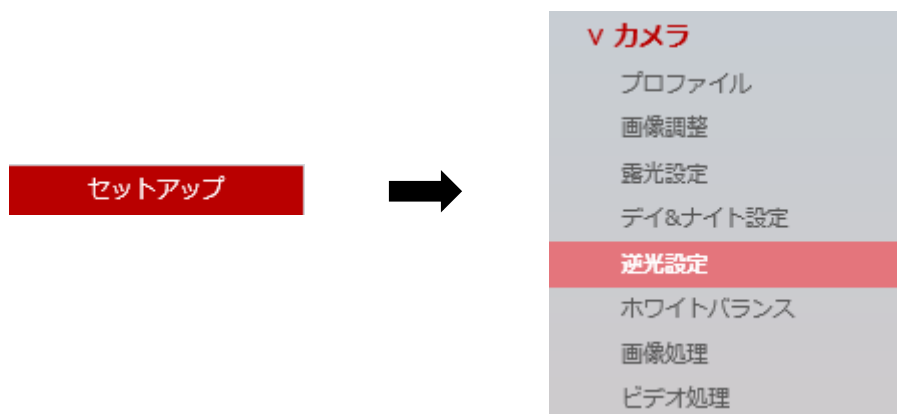 セットアップ
v カメラ
プロファイル
画像調整
露光設定
デイ&ナイト設定
逆光設定
ホワイトバランス
画像処理
ビデオ処理